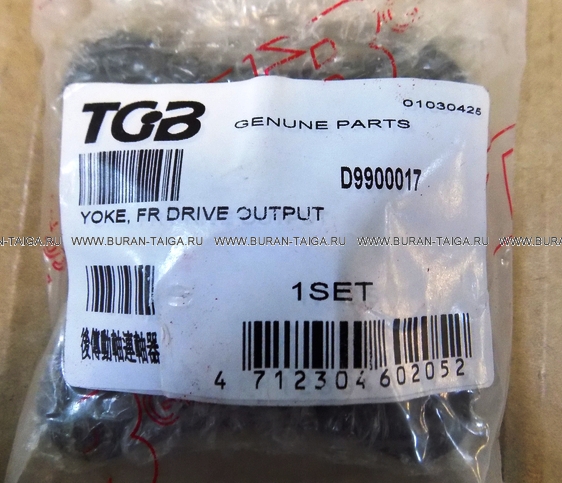 01030425
TGB GENUNE PARTS
D9900017
YOKE, FR DRIVE OUTPUT
WWW.BURAN-TAIGA.RU WWW.BURAN-TAIGA.RU WWW.BURAN-TAIGA.RU
1SET
後傳動軸連軸器
4 712304 602052